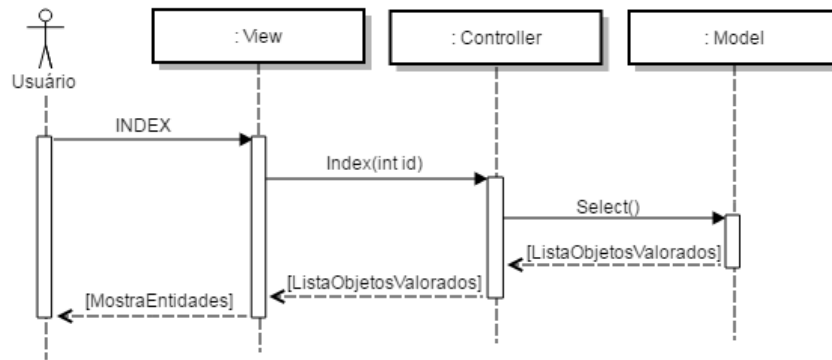 : View
: Controller
: Model
Usuário
INDEX
Index(int id)
Select()
[ListaObjetosValorados]
[ListaObjetosValorados]
[MostraEntidades]